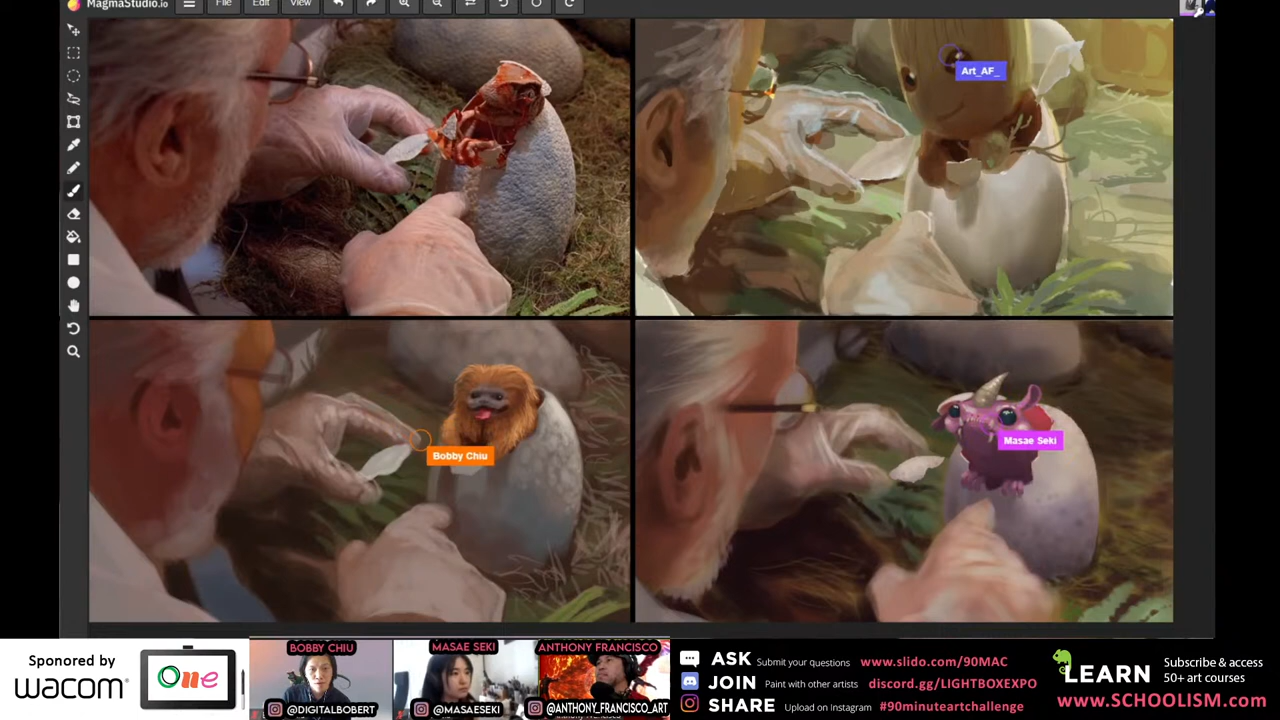 MagmaStudio.io
File Edit View
Art_AF_
Bobby Chiu
Masae Seki
Sponsored by
wacom
One
BOBBY CHIU
@DIGITALBOBERT
MASAE SEKI
@MASAESEKI
ANTHONY FRANCISCO
@ANTHONY_FRANCISCO_ART
ASK Submit your questions www.slido.com/90MAC
JOIN Paint with other artists discord.gg/LIGHTBOXEXPO
SHARE Upload on Instagram #90minuteartchallenge
LEARN Subscribe & access
50+ art courses
www.SCHOOLISM.com